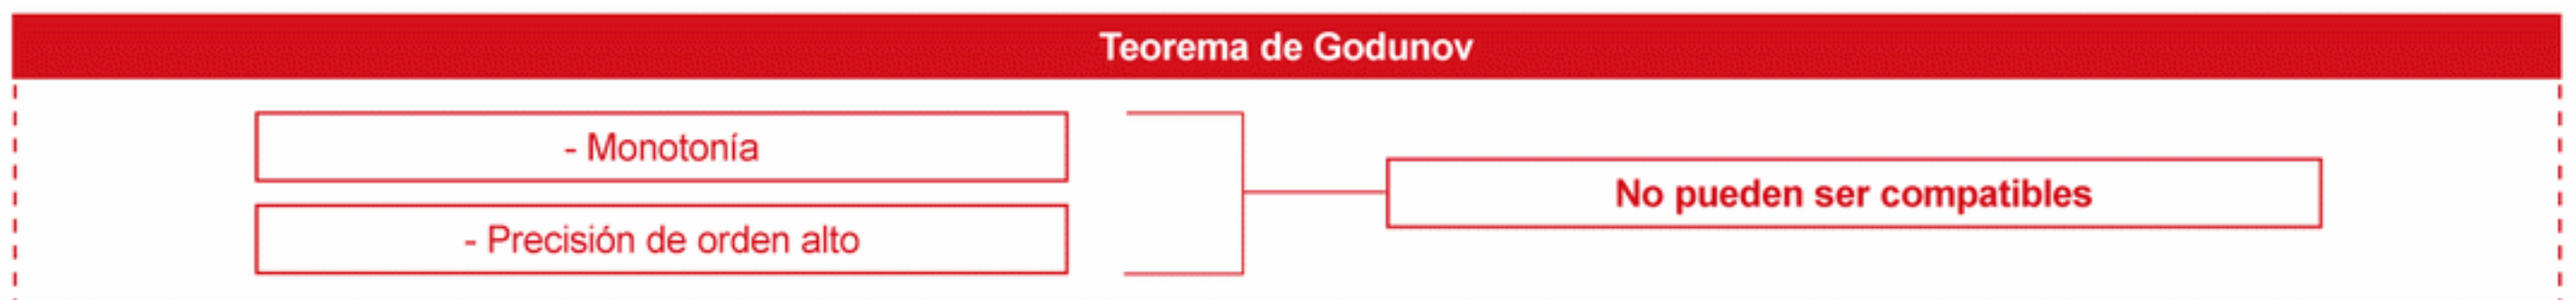 Teorema de Godunov
- Monotonía
- Precisión de orden alto
No pueden ser compatibles